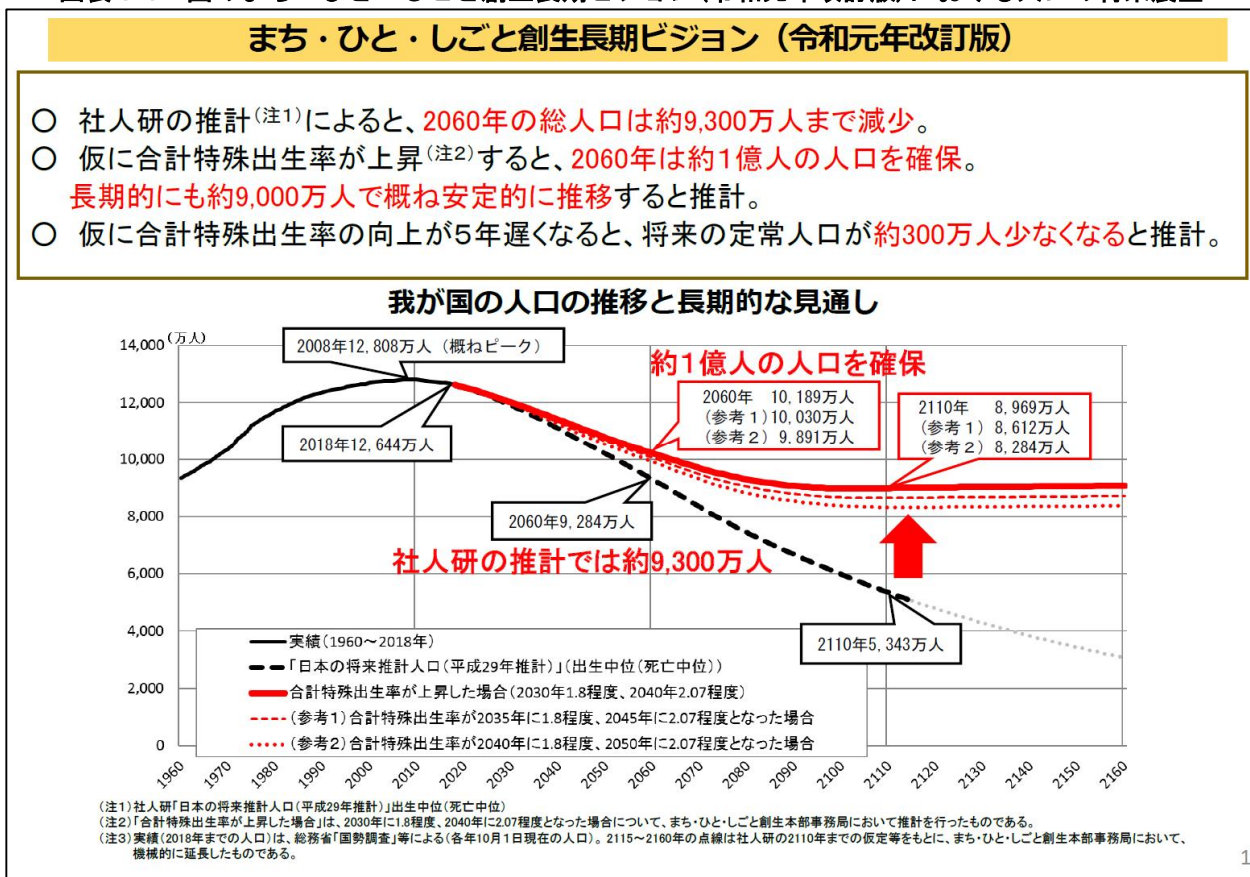 まち・ひと・しごと創生長期ビジョン（令和元年改訂版）
○ 社人研の推計(注1)によると、2060年の総人口は約9,300万人まで減少。
○ 仮に合計特殊出生率が上昇(注2)すると、2060年は約1億人の人口を確保。
長期的にも約9,000万人で概ね安定的に推移すると推計。
○ 仮に合計特殊出生率の向上が5年遅くなると、将来の定常人口が約300万人少なくなると推計。
我が国の人口の推移と長期的な見通し
(万人)
14,000
12,000
10,000
8,000
6,000
4,000
2,000
0
2008年12,808万人（概ねピーク）
2018年12,644万人
約1億人の人口を確保
2060年 10,189万人
(参考1)10,030万人
(参考2) 9,891万人
2110年 8,969万人
(参考1) 8,612万人
(参考2) 8,284万人
2060年9,284万人
社人研の推計では約9,300万人
2110年5,343万人
実績(1960～2018年)
「日本の将来推計人口(平成29年推計)」(出生中位(死亡中位))
合計特殊出生率が上昇した場合(2030年1.8程度、2040年2.07程度)
(参考1)合計特殊出生率が2035年に1.8程度、2045年に2.07程度となった場合
(参考2)合計特殊出生率が2040年に1.8程度、2050年に2.07程度となった場合
1960 1970 1980 1990 2000 2010 2020 2030 2040 2050 2060 2070 2080 2090 2100 2110 2120 2130 2140 2150 2160
(注1)社人研「日本の将来推計人口(平成29年推計)」出生中位(死亡中位)
(注2)「合計特殊出生率が上昇した場合」は、2030年に1.8程度、2040年に2.07程度となった場合について、まち・ひと・しごと創生本部事務局において推計を行ったものである。
(注3)実績(2018年までの人口)は、総務省「国勢調査」等による(各年10月1日現在の人口)。2115～2160年の点線は社人研の2110年までの仮定等をもとに、まち・ひと・しごと創生本部事務局において、
機械的に延長したものである。
1